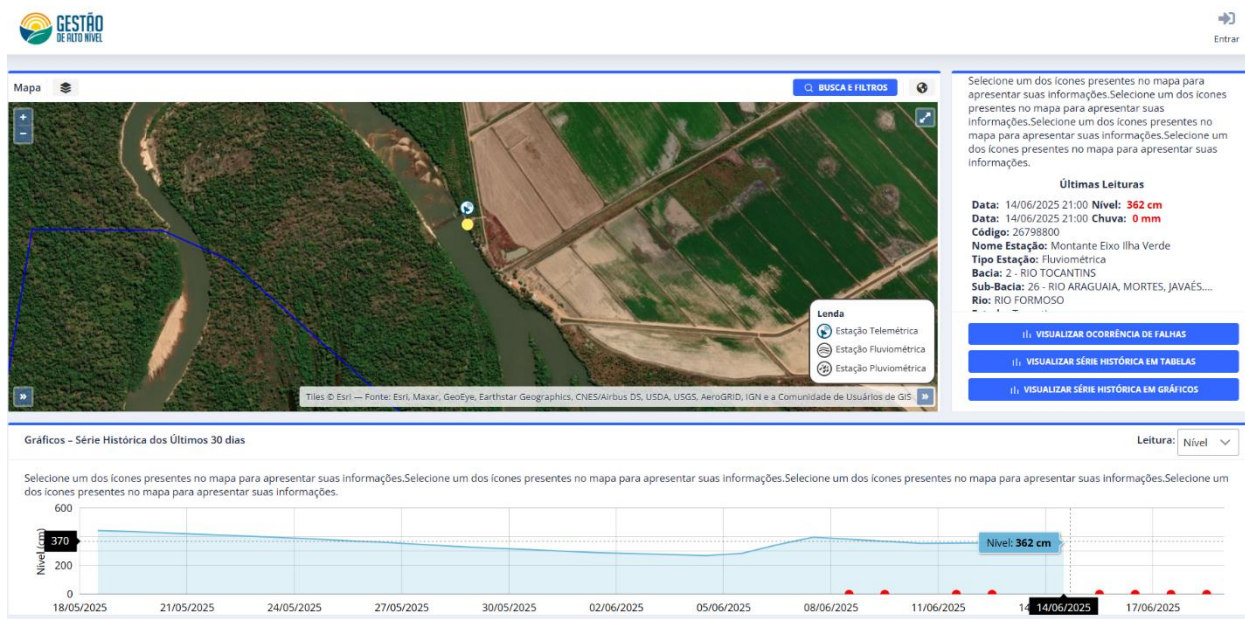 GESTÃO
DE ALTO NIVEL
Entrar
Mapa
BUSCA E FILTROS
+
−
Lenda
Estação Telemétrica
Estação Fluviométrica
Estação Pluviométrica
Tiles © Esri — Fonte: Esri, Maxar, GeoEye, Earthstar Geographics, CNES/Airbus DS, USDA, USGS, AeroGRID, IGN e a Comunidade de Usuários de GIS
»
»
Selecione um dos ícones presentes no mapa para
apresentar suas informações.Selecione um dos ícones
presentes no mapa para apresentar suas
informações.Selecione um dos ícones presentes no
mapa para apresentar suas informações.Selecione um
dos ícones presentes no mapa para apresentar suas
informações.
Últimas Leituras
Data: 14/06/2025 21:00 Nível: 362 cm
Data: 14/06/2025 21:00 Chuva: 0 mm
Código: 26798800
Nome Estação: Montante Eixo Ilha Verde
Tipo Estação: Fluviométrica
Bacia: 2 - RIO TOCANTINS
Sub-Bacia: 26 - RIO ARAGUAIA, MORTES, JAVAÉS....
Rio: RIO FORMOSO
VISUALIZAR OCORRÊNCIA DE FALHAS
VISUALIZAR SÉRIE HISTÓRICA EM TABELAS
VISUALIZAR SÉRIE HISTÓRICA EM GRÁFICOS
Gráficos – Série Histórica dos Últimos 30 dias
Leitura: Nível
Selecione um dos ícones presentes no mapa para apresentar suas informações.Selecione um dos ícones presentes no mapa para apresentar suas informações.Selecione um dos ícones presentes no mapa para apresentar suas informações.Selecione um
dos ícones presentes no mapa para apresentar suas informações.
Nível (cm)
600
370
200
0
Nível: 362 cm
18/05/2025 21/05/2025 24/05/2025 27/05/2025 30/05/2025 02/06/2025 05/06/2025 08/06/2025 11/06/2025 14/06/2025 17/06/2025